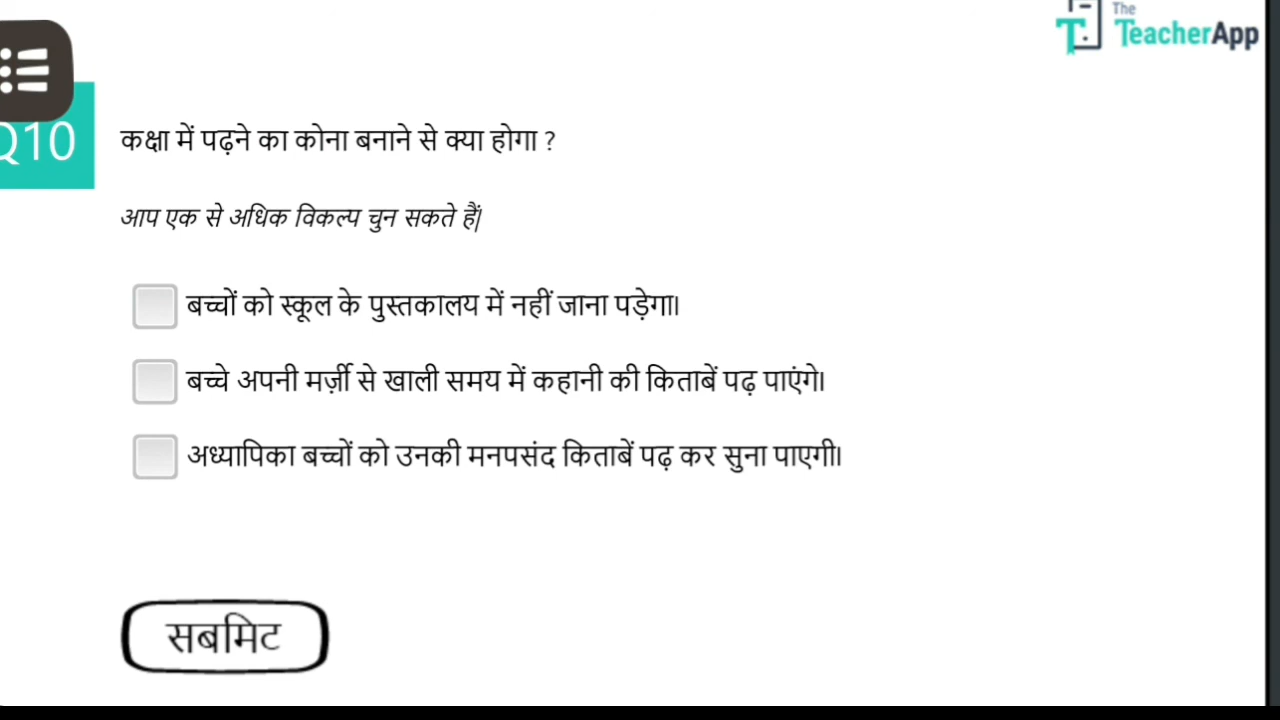 The
TeacherApp
Q10
कक्षा में पढ़ने का कोना बनाने से क्या होगा ?
आप एक से अधिक विकल्प चुन सकते हैं|
बच्चों को स्कूल के पुस्तकालय में नहीं जाना पड़ेगा।
बच्चे अपनी मर्ज़ी से खाली समय में कहानी की किताबें पढ़ पाएंगे।
अध्यापिका बच्चों को उनकी मनपसंद किताबें पढ़ कर सुना पाएगी।
सबमिट